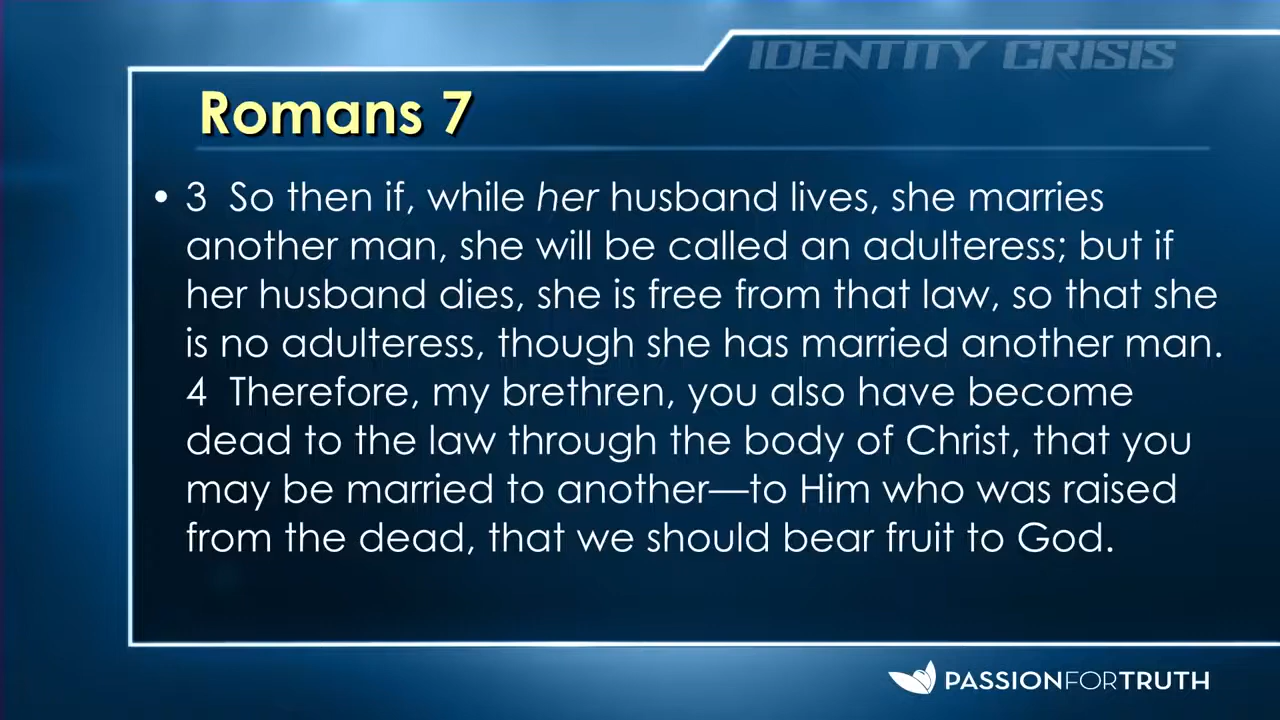 IDENTITY CRISIS
Romans 7
• 3 So then if, while her husband lives, she marries
another man, she will be called an adulteress; but if
her husband dies, she is free from that law, so that she
is no adulteress, though she has married another man.
4 Therefore, my brethren, you also have become
dead to the law through the body of Christ, that you
may be married to another—to Him who was raised
from the dead, that we should bear fruit to God.
PASSIONFORTRUTH